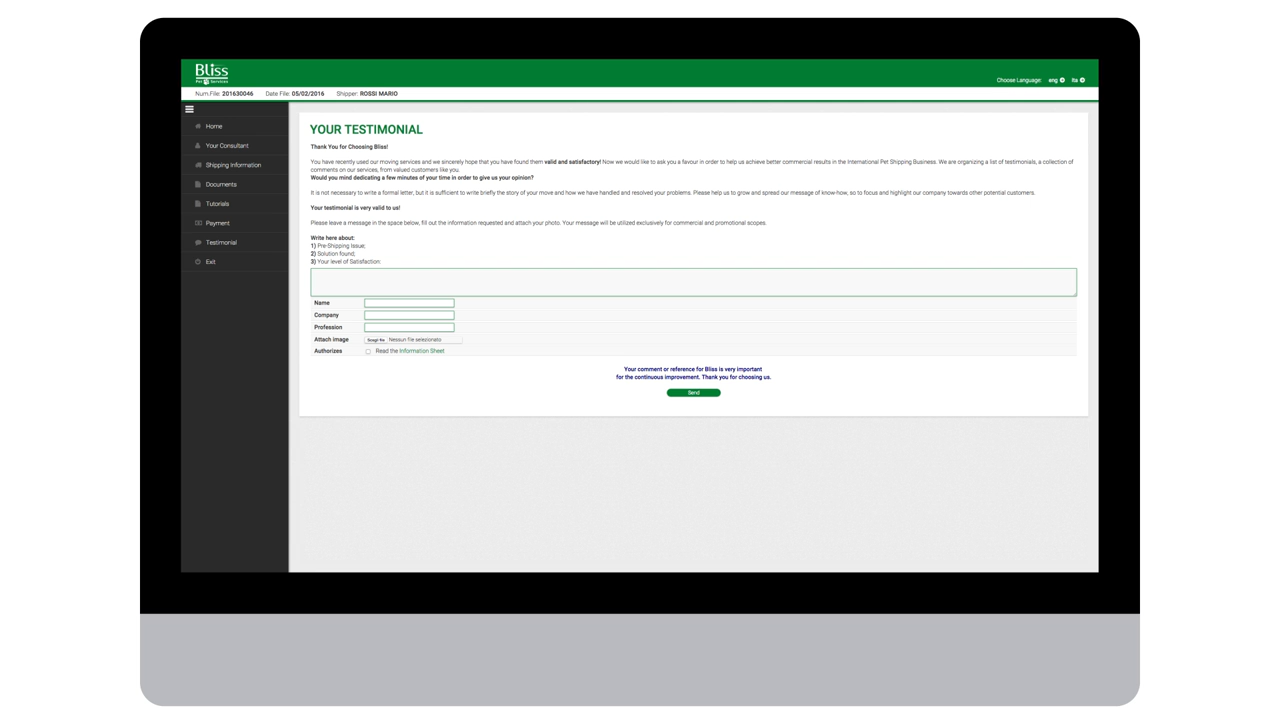 Bliss
Pet Services
Choose Language: eng ita
Num.File: 201630046 Date File: 05/02/2016 Shipper: ROSSI MARIO
Home
Your Consultant
Shipping Information
Documents
Tutorials
Payment
Testimonial
Exit
YOUR TESTIMONIAL
Thank You for Choosing Bliss!
You have recently used our moving services and we sincerely hope that you have found them valid and satisfactory! Now we would like to ask you a favour in order to help us achieve better commercial results in the International Pet Shipping Business. We are organizing a list of testimonials, a collection of
comments on our services, from valued customers like you.
Would you mind dedicating a few minutes of your time in order to give us your opinion?
It is not necessary to write a formal letter, but it is sufficient to write briefly the story of your move and how we have handled and resolved your problems. Please help us to grow and spread our message of know-how, so to focus and highlight our company towards other potential customers.
Your testimonial is very valid to us!
Please leave a message in the space below, fill out the information requested and attach your photo. Your message will be utilized exclusively for commercial and promotional scopes.
Write here about:
1) Pre-Shipping Issue;
2) Solution found;
3) Your level of Satisfaction:
Name
Company
Profession
Attach image Scegli file Nessun file selezionato
Authorizes Read the Information Sheet
Your comment or reference for Bliss is very important
for the continuous improvement. Thank you for choosing us.
Send